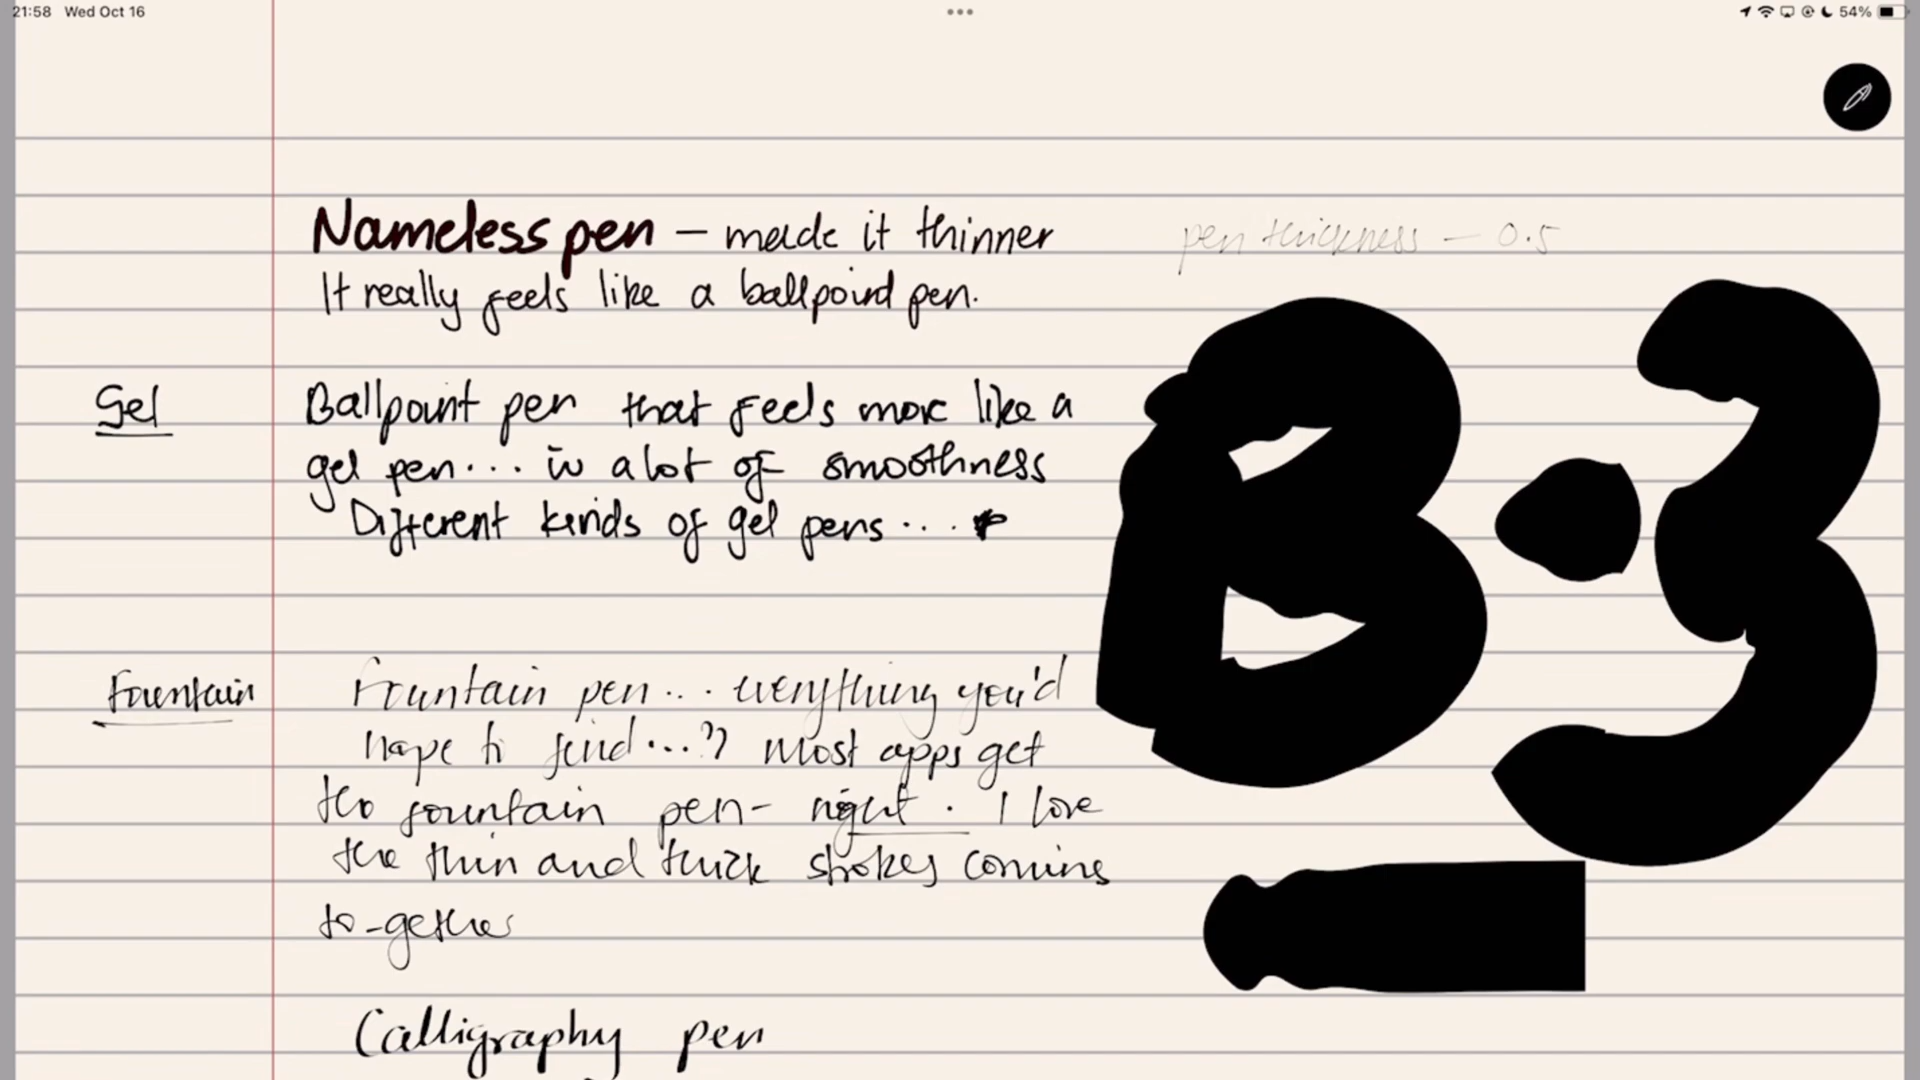 21:58 Wed Oct 16
54%
Nameless pen – made it thinner
pen thickness – 0.5
It really feels like a ballpoint pen.
Gel
Ballpoint pen that feels more like a
gel pen... is a lot of smoothness
Different kinds of gel pens...
B·3
Fountain
Fountain pen... everything you'd
hope to find...?? Most apps get
the fountain pen- right. I love
the thin and thick strokes coming
to-gether
Calligraphy pen